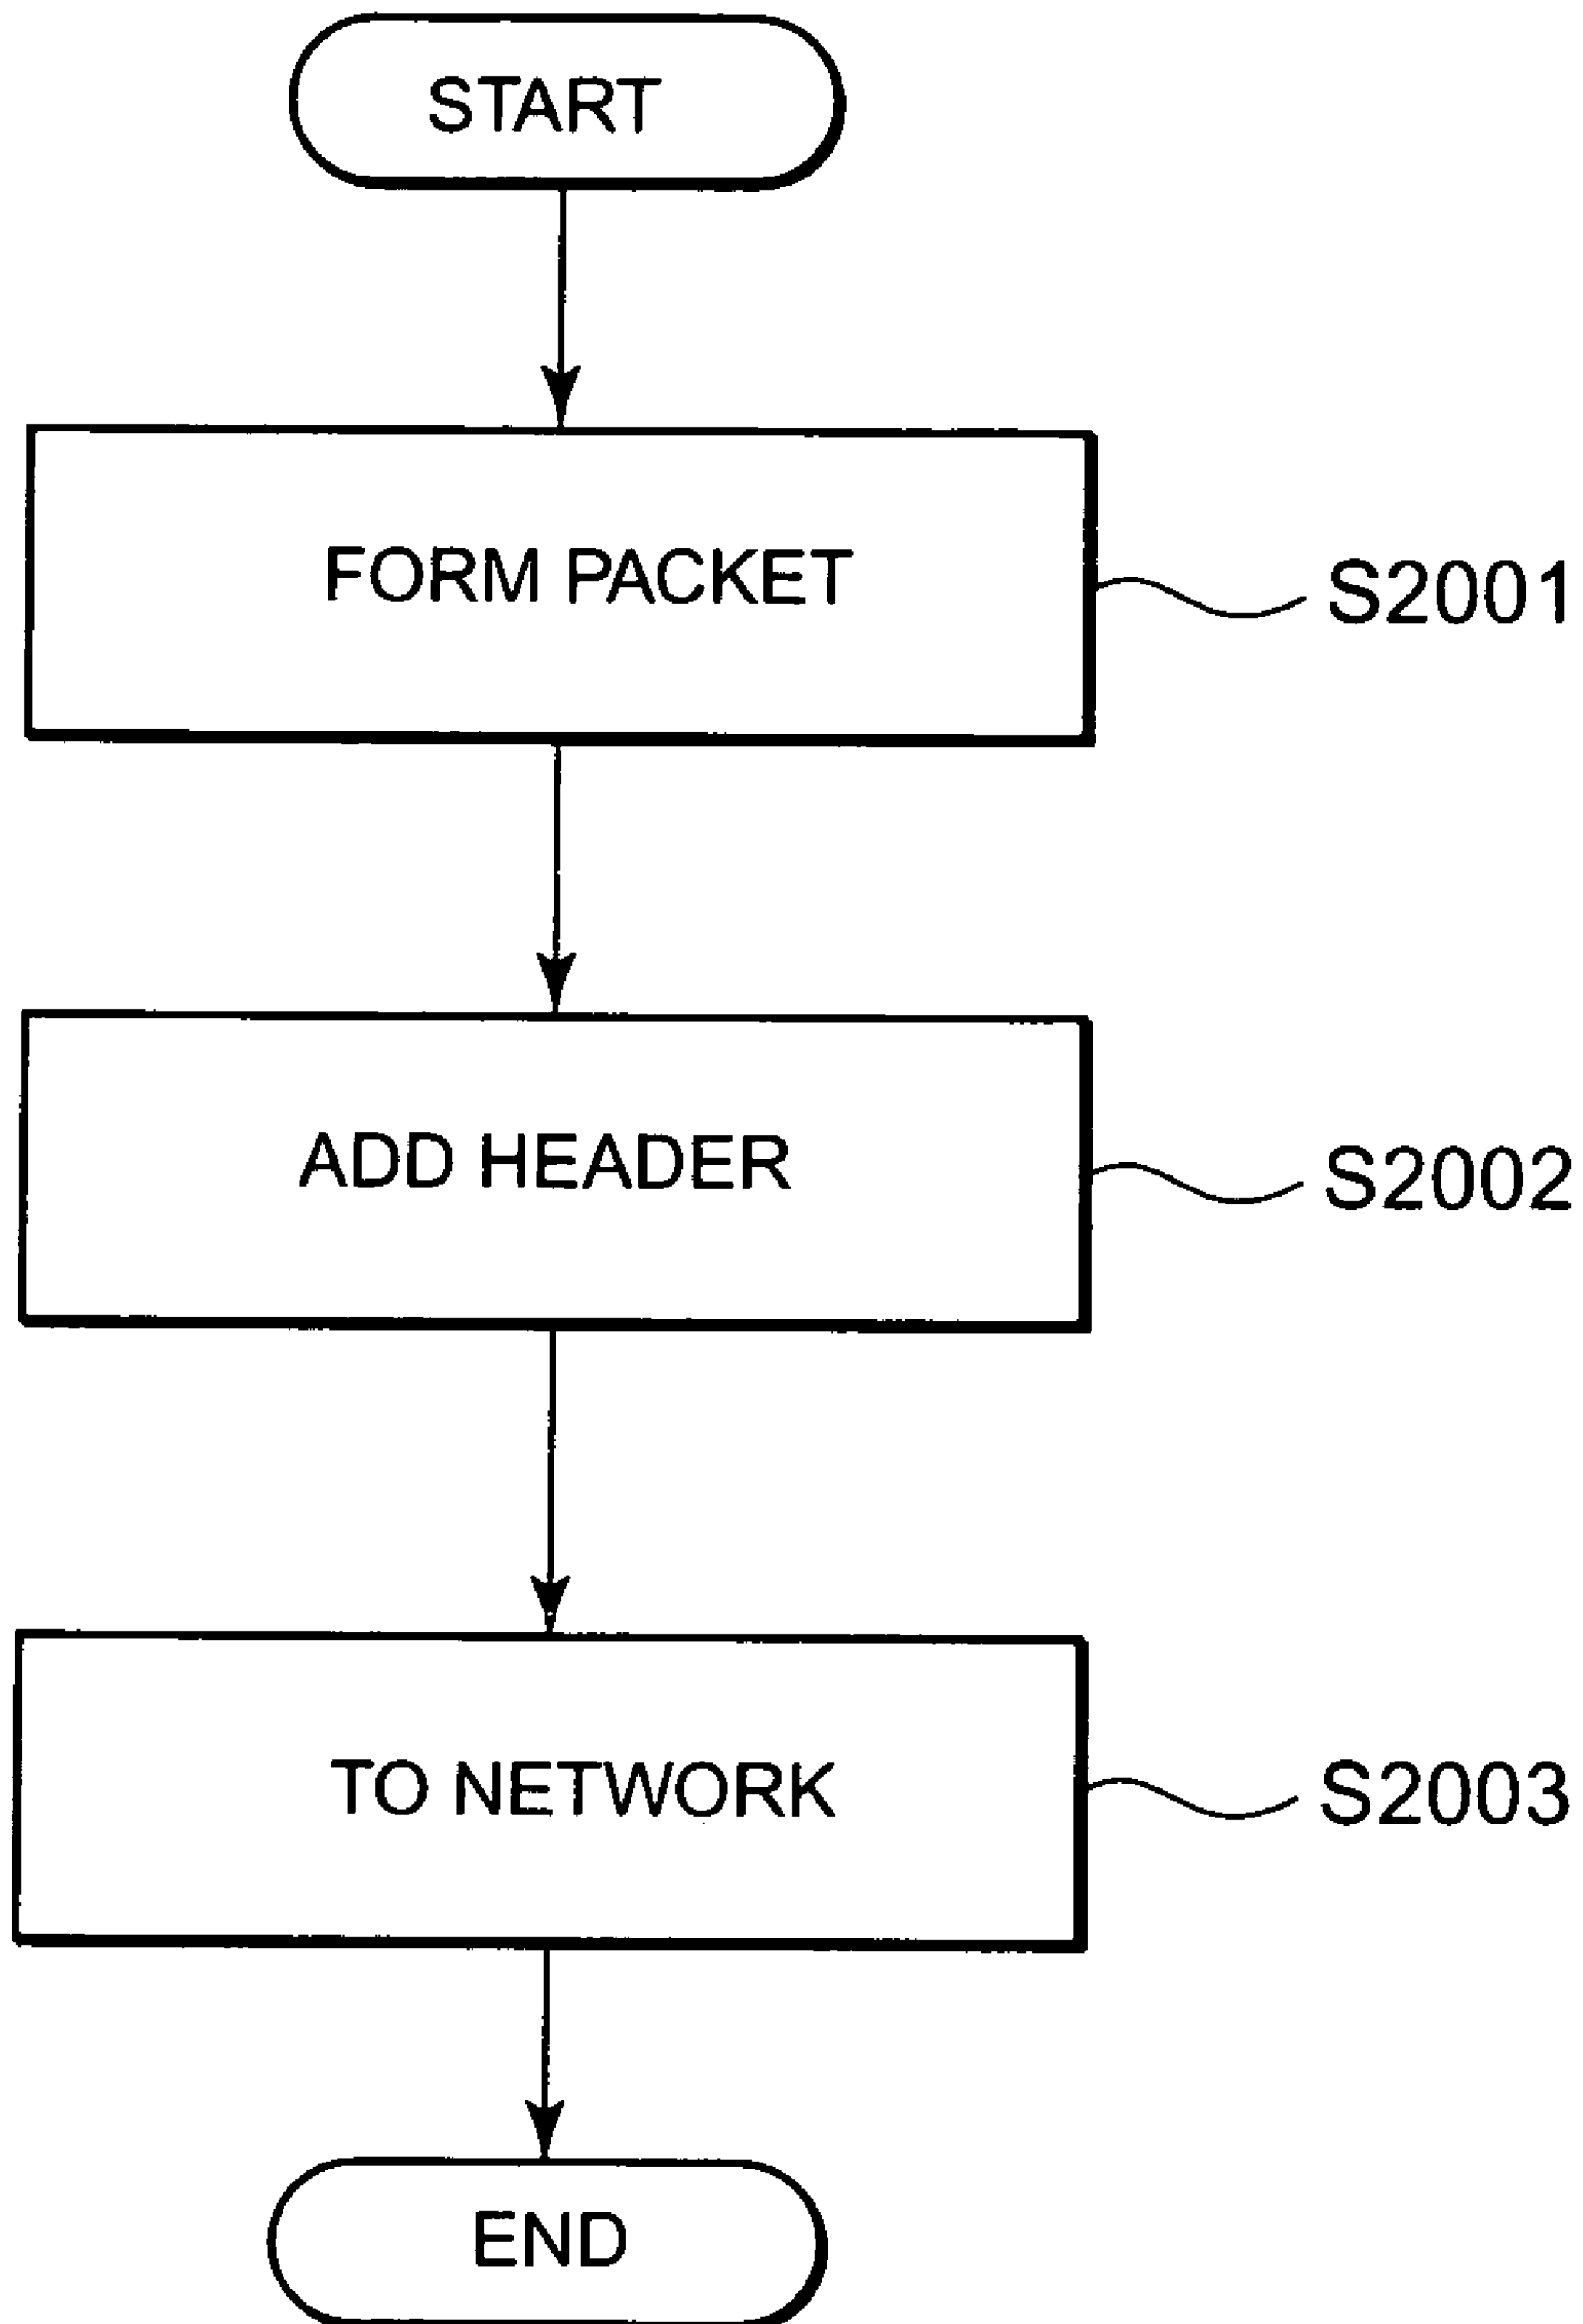 START
FORM PACKET
S2001
ADD HEADER
S2002
TO NETWORK
S2003
END